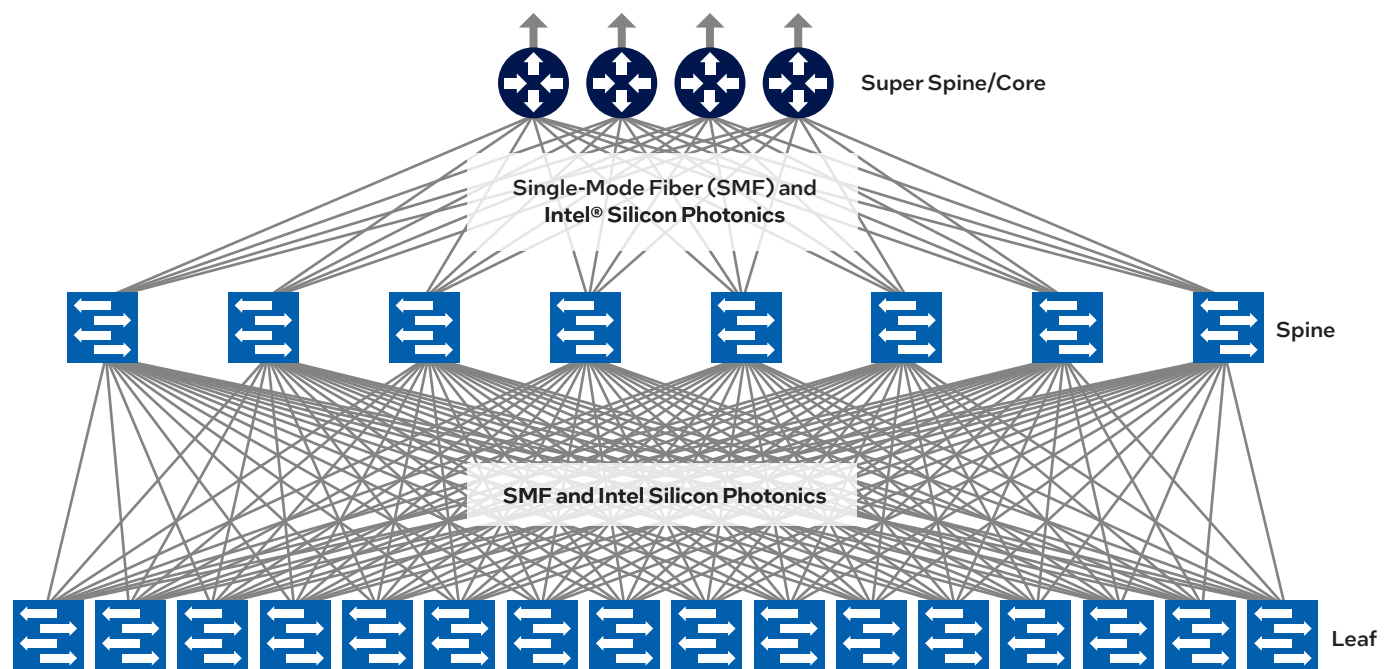 Super Spine/Core
Single-Mode Fiber (SMF) and
Intel® Silicon Photonics
Spine
SMF and Intel Silicon Photonics
Leaf